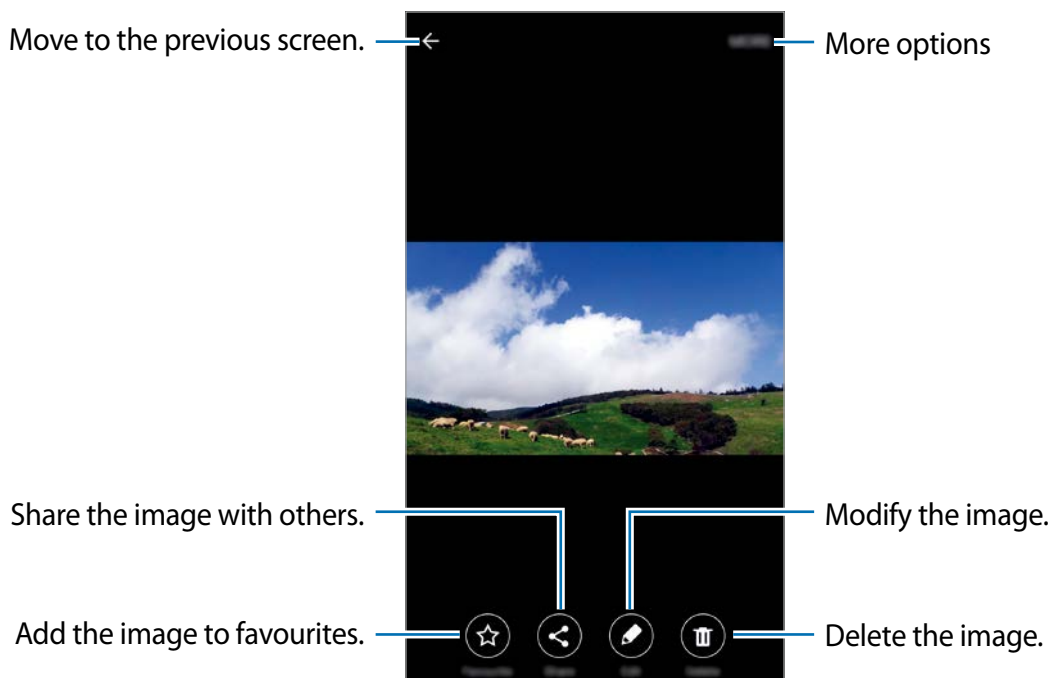 Move to the previous screen.
More options
Share the image with others.
Modify the image.
Add the image to favourites.
Delete the image.